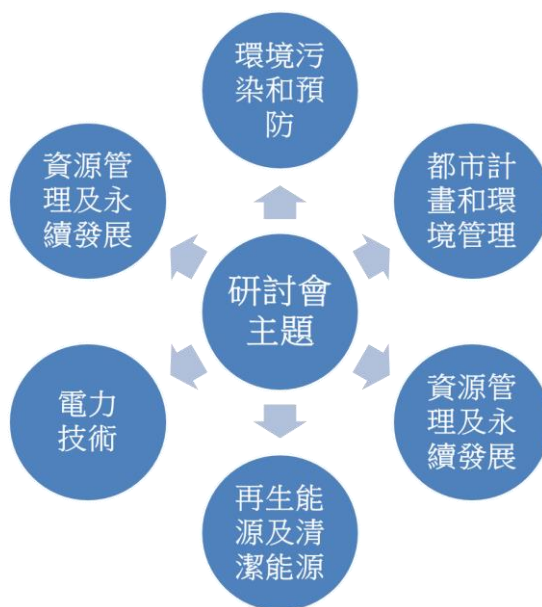 環境污
染和預
防
都市計
畫和環
境管理
資源管
理及永
續發展
再生能
源及清
潔能源
電力
技術
資源管
理及永
續發展
研討會
主題